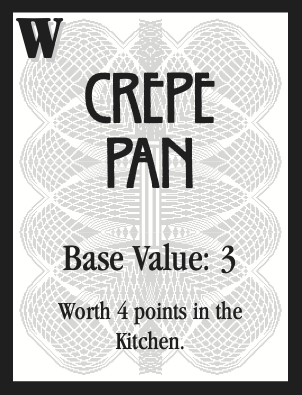 W
CREPE
PAN
Base Value: 3
Worth 4 points in the
Kitchen.